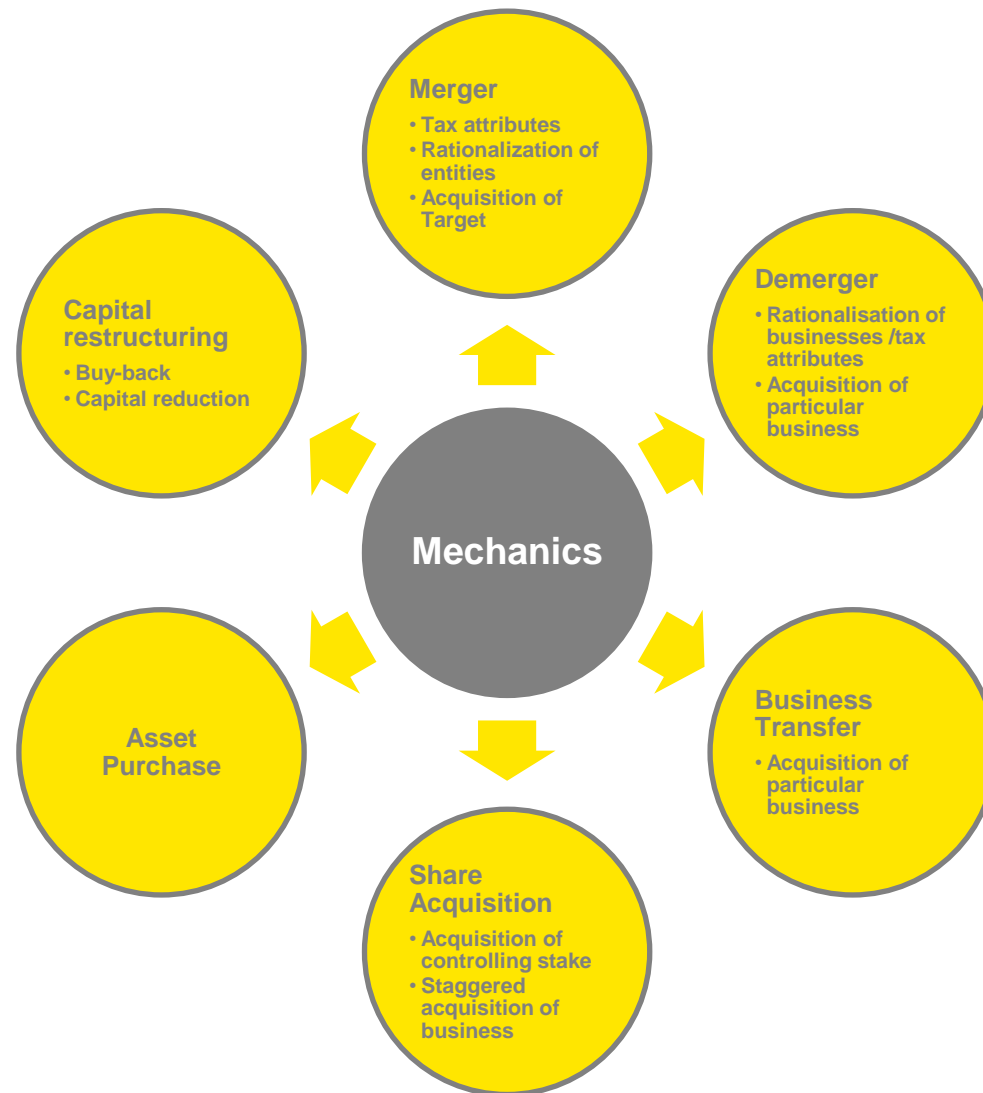 Merger
• Tax attributes
• Rationalization of
entities
• Acquisition of
Target
Demerger
• Rationalisation of
businesses /tax
attributes
• Acquisition of
particular
business
Capital
restructuring
• Buy-back
• Capital reduction
Mechanics
Business
Transfer
• Acquisition of
particular
business
Asset
Purchase
Share
Acquisition
• Acquisition of
controlling stake
• Staggered
acquisition of
business